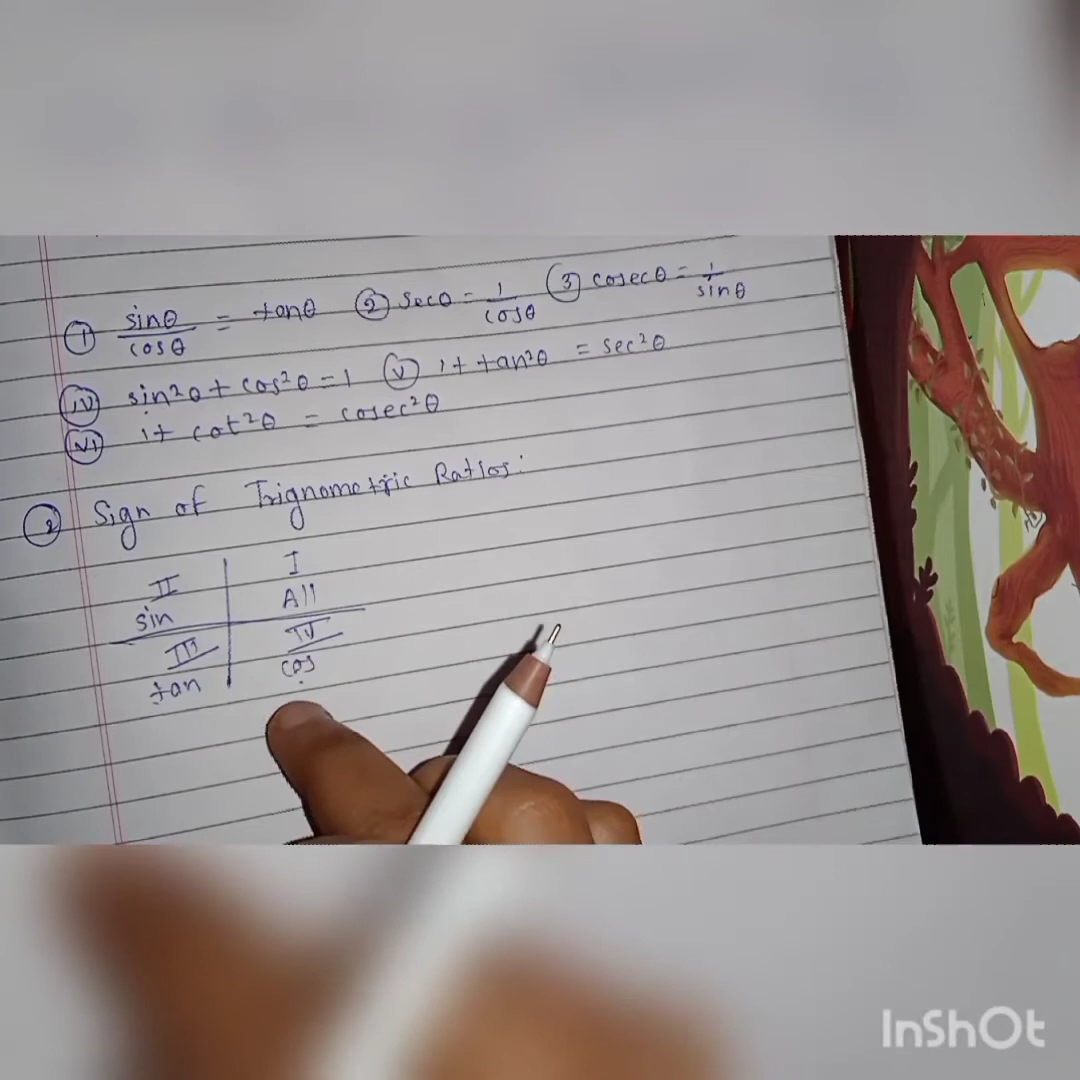 ① sinθ/cosθ = tanθ ② secθ = 1/cosθ ③ cosecθ = 1/sinθ
iv sin²θ + cos²θ = 1 v 1 + tan²θ = sec²θ
vi 1 + cot²θ = cosec²θ
② Sign of Trignometric Ratios:
II I
sin All
III IV
tan cos
InShOt